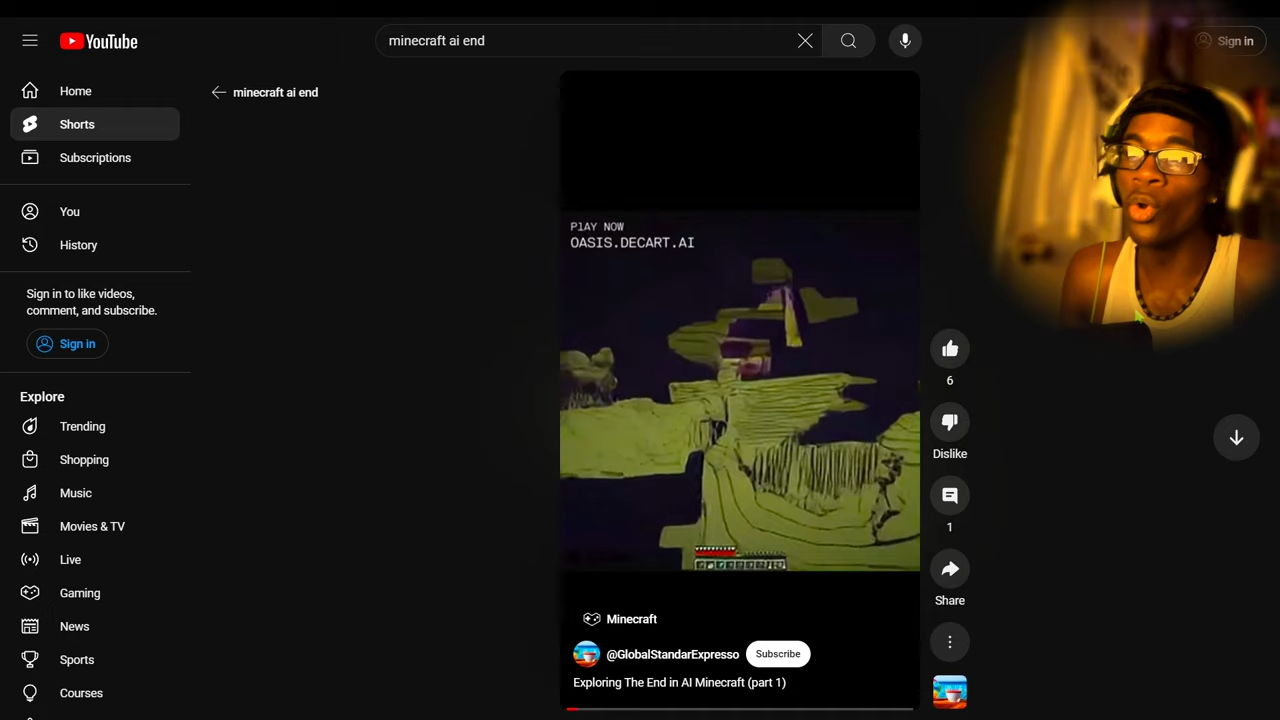 YouTube
minecraft ai end
Sign in
Home
Shorts
Subscriptions
You
History
Sign in to like videos,
comment, and subscribe.
Sign in
Explore
Trending
Shopping
Music
Movies & TV
Live
Gaming
News
Sports
Courses
minecraft ai end
PlAY NOW
OASIS.DECART.AI
Minecraft
@GlobalStandarExpresso
Subscribe
Exploring The End in AI Minecraft (part 1)
6
Dislike
1
Share